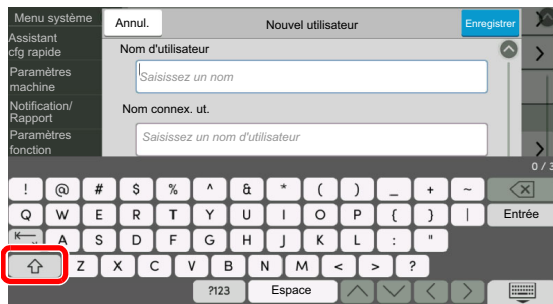 Menu système
Annul.
Nouvel utilisateur
Enregistrer
Assistant
cfg rapide
Nom d'utilisateur
Paramètres
machine
Saisissez un nom
Notification/
Rapport
Nom connex. ut.
Paramètres
fonction
Saisissez un nom d'utilisateur
0 / 3
! @ # $ % ^ & * ( ) _ + ~
Q W E R T Y U I O P { } | Entrée
A S D F G H J K L : "
Z X C V B N M < > ?
?123 Espace